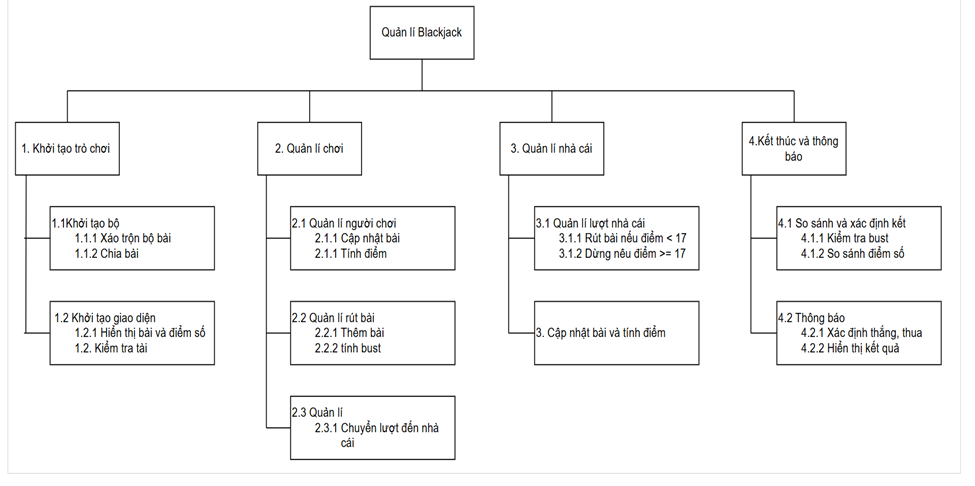 Quản lí Blackjack
1. Khởi tạo trò chơi
2. Quản lí chơi
3. Quản lí nhà cái
4.Kết thúc và thông
báo
1.1Khởi tạo bộ
1.1.1 Xáo trộn bộ bài
1.1.2 Chia bài
1.2 Khởi tạo giao diện
1.2.1 Hiển thị bài và điểm số
1.2. Kiểm tra tài
2.1 Quản lí người chơi
2.1.1 Cập nhật bài
2.1.1 Tính điểm
2.2 Quản lí rút bài
2.2.1 Thêm bài
2.2.2 tính bust
2.3 Quản lí
2.3.1 Chuyển lượt đến nhà
cái
3.1 Quản lí lượt nhà cái
3.1.1 Rút bài nếu điểm < 17
3.1.2 Dừng nêu điểm >= 17
3. Cập nhật bài và tính điểm
4.1 So sánh và xác định kết
4.1.1 Kiểm tra bust
4.1.2 So sánh điểm số
4.2 Thông báo
4.2.1 Xác định thắng, thua
4.2.2 Hiển thị kết quả